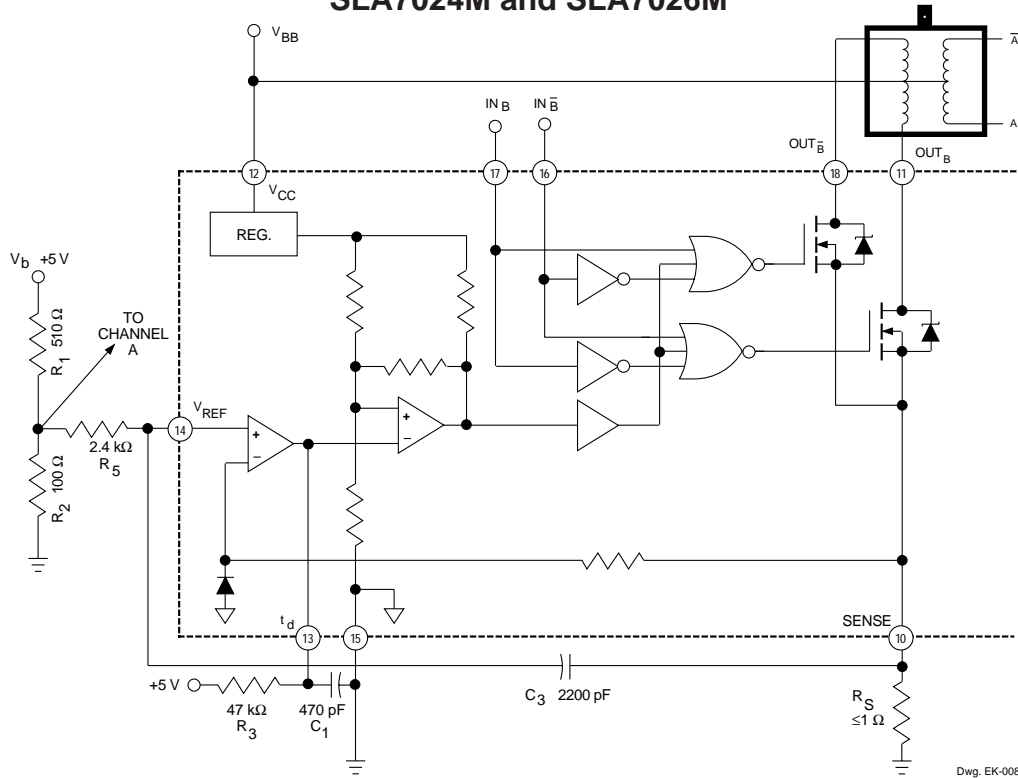 SLA7024M and SLA7026M
V_BB
A̅
A
IN_B
IN_B̅
OUT_B̅
OUT_B
12
17
16
18
11
V_CC
REG.
V_b +5 V
R_1 510 Ω
TO
CHANNEL
A
V_REF
14
2.4 kΩ
R_5
R_2 100 Ω
+
−
+
−
t_d
SENSE
13
15
10
+5 V
47 kΩ
R_3
470 pF
C_1
C_3 2200 pF
R_S
≤1 Ω
Dwg. EK-008